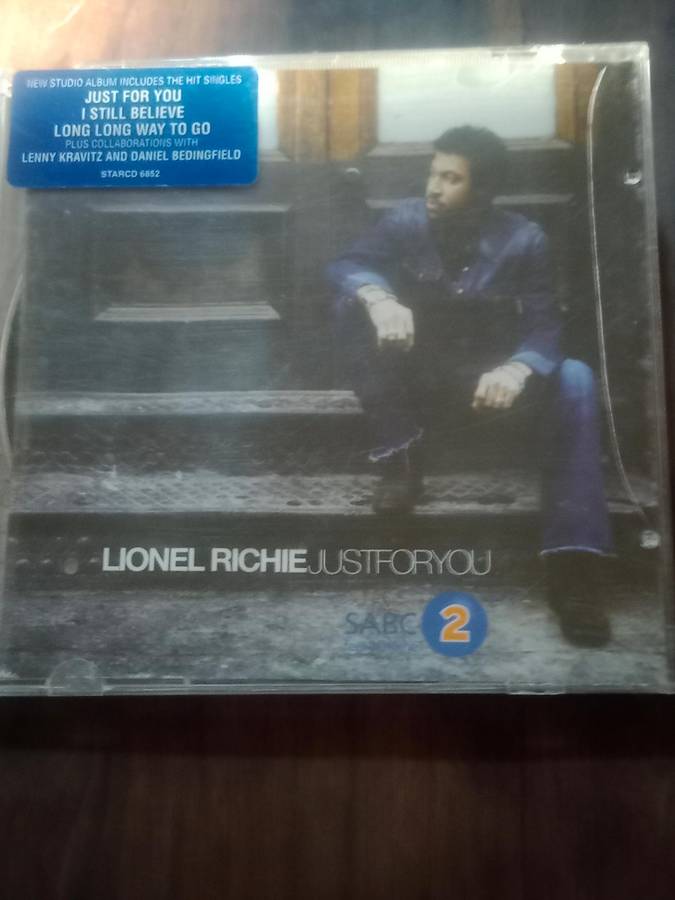 NEW STUDIO ALBUM INCLUDES THE HIT SINGLES
JUST FOR YOU
I STILL BELIEVE
LONG LONG WAY TO GO
PLUS COLLABORATIONS WITH
LENNY KRAVITZ AND DANIEL BEDINGFIELD
STARCD 6852
LIONEL RICHIEJUSTFORYOU
SABC 2